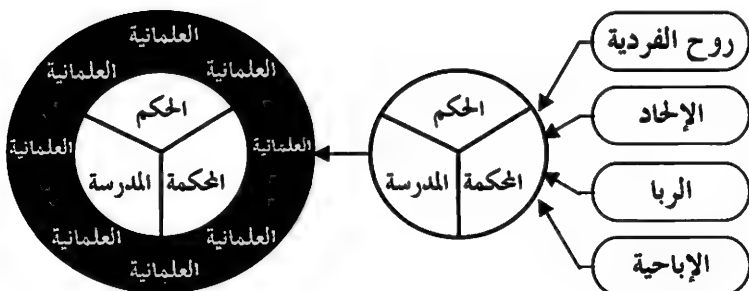 روح الفردية
الإلحاد
الربا
الإباحية
الحكم
المحكمة
المدرسة
العلمانية
العلمانية
العلمانية
الحكم
العلمانية
العلمانية
المحكمة
المدرسة
العلمانية
العلمانية
العلمانية